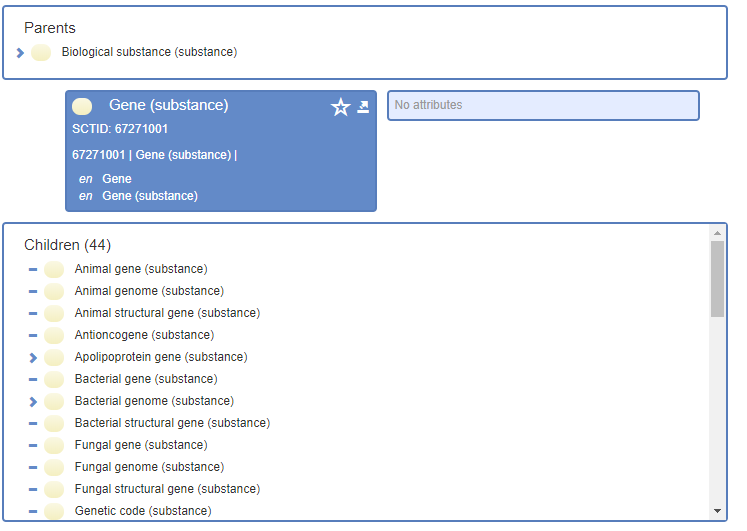 Parents
Biological substance (substance)
Gene (substance)
SCTID: 67271001
67271001 | Gene (substance) |
en Gene
en Gene (substance)
No attributes
Children (44)
Animal gene (substance)
Animal genome (substance)
Animal structural gene (substance)
Antioncogene (substance)
Apolipoprotein gene (substance)
Bacterial gene (substance)
Bacterial genome (substance)
Bacterial structural gene (substance)
Fungal gene (substance)
Fungal genome (substance)
Fungal structural gene (substance)
Genetic code (substance)